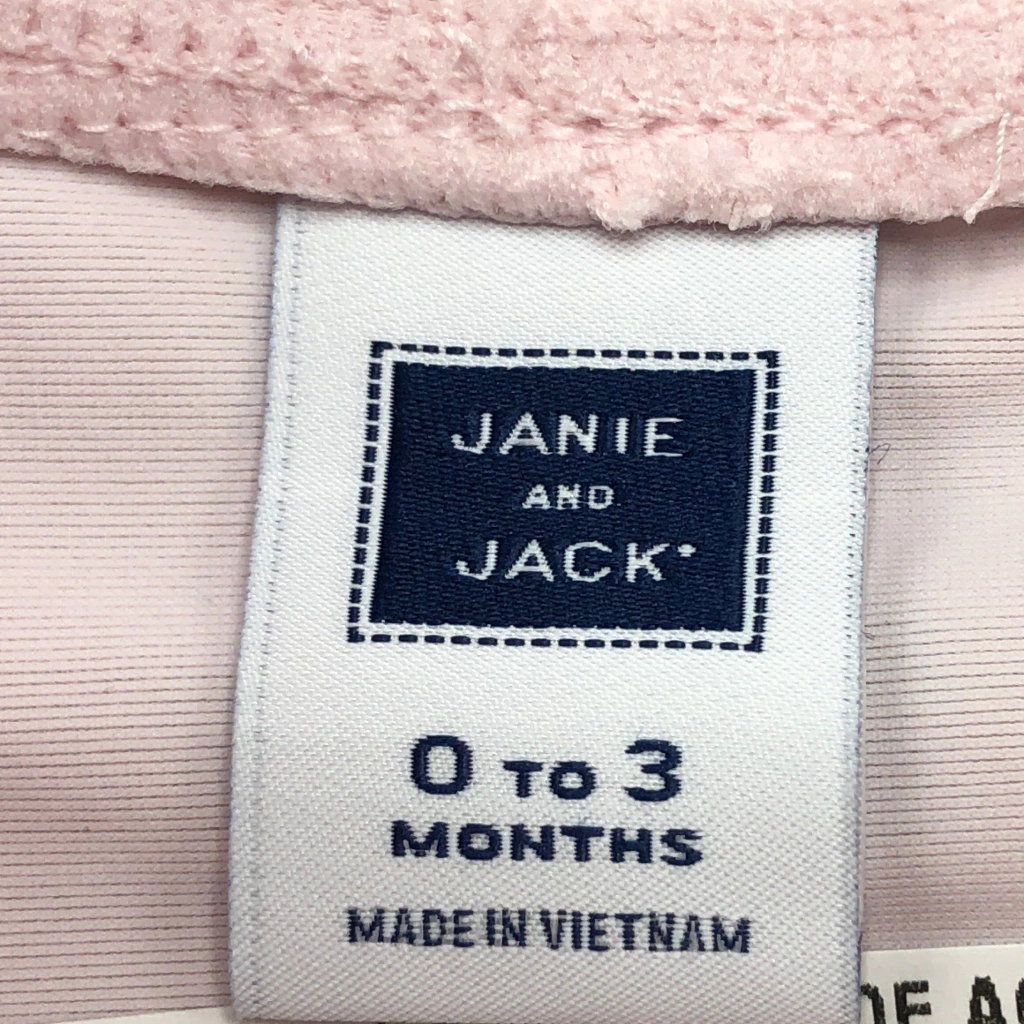 JANIE
AND
JACK
0 TO 3
MONTHS
MADE IN VIETNAM